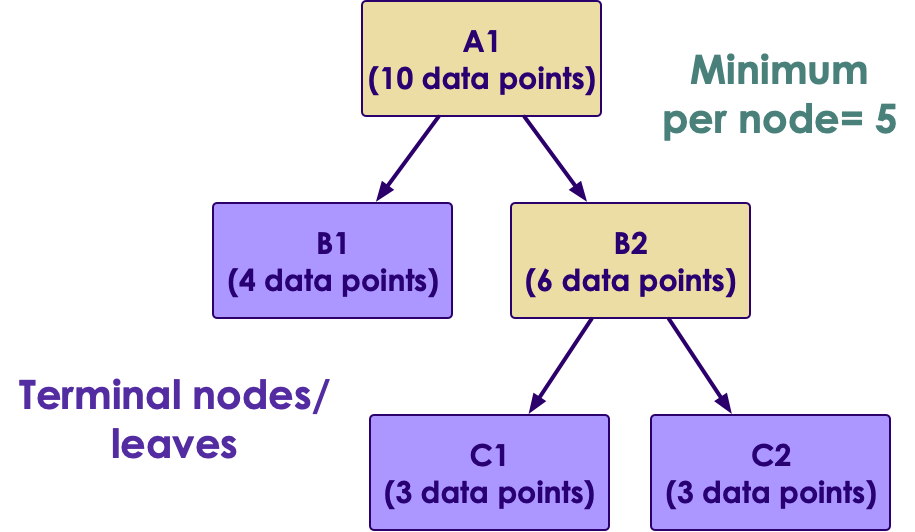 A1
(10 data points)
Minimum
per node= 5
B1
(4 data points)
B2
(6 data points)
Terminal nodes/
leaves
C1
(3 data points)
C2
(3 data points)